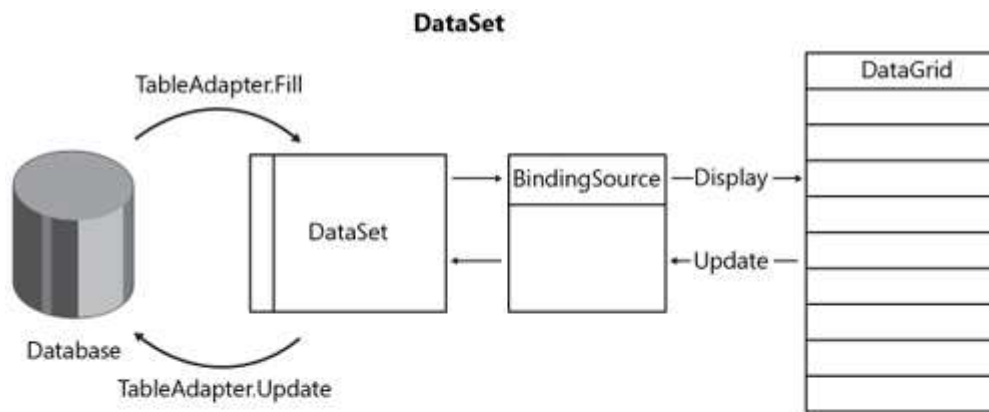 DataSet
TableAdapter.Fill
DataGrid
BindingSource
Display
DataSet
Update
Database
TableAdapter.Update